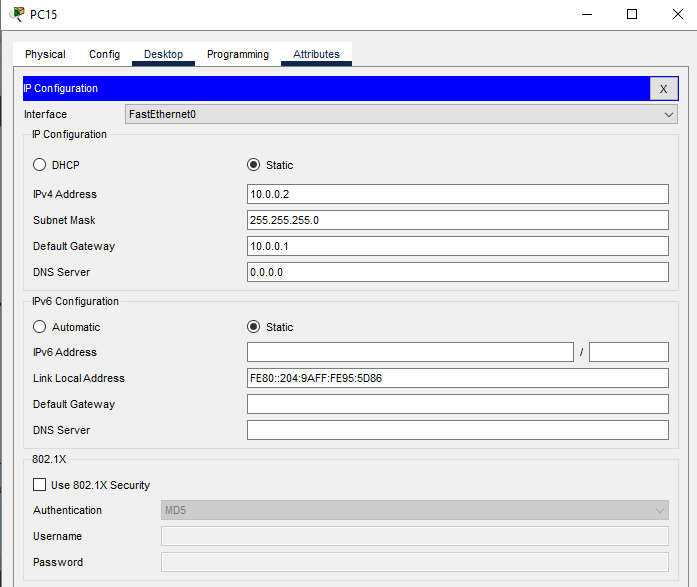 PC15
Physical Config Desktop Programming Attributes
IP Configuration X
Interface FastEthernet0
IP Configuration
DHCP Static
IPv4 Address 10.0.0.2
Subnet Mask 255.255.255.0
Default Gateway 10.0.0.1
DNS Server 0.0.0.0
IPv6 Configuration
Automatic Static
IPv6 Address /
Link Local Address FE80::204:9AFF:FE95:5D86
Default Gateway
DNS Server
802.1X
Use 802.1X Security
Authentication MD5
Username
Password